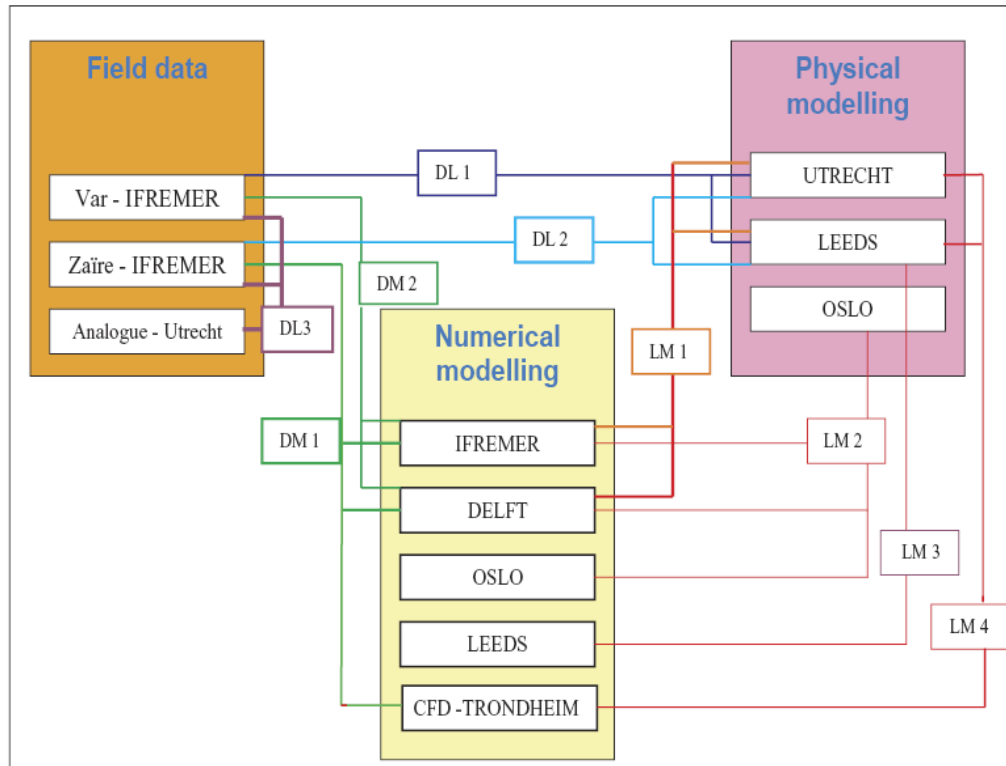 Field data
Physical
modelling
Var - IFREMER
Zaïre - IFREMER
Analogue - Utrecht
DL 1
DL 2
DL3
DM 2
DM 1
UTRECHT
LEEDS
OSLO
Numerical
modelling
IFREMER
DELFT
OSLO
LEEDS
CFD -TRONDHEIM
LM 1
LM 2
LM 3
LM 4